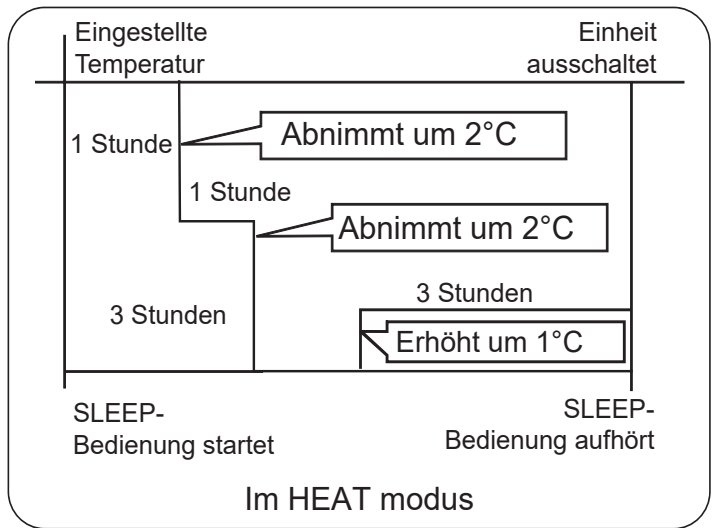 Eingestellte
Temperatur
Einheit
ausschaltet
1 Stunde
Abnimmt um 2°C
1 Stunde
Abnimmt um 2°C
3 Stunden
3 Stunden
Erhöht um 1°C
SLEEP-
Bedienung startet
SLEEP-
Bedienung aufhört
Im HEAT modus